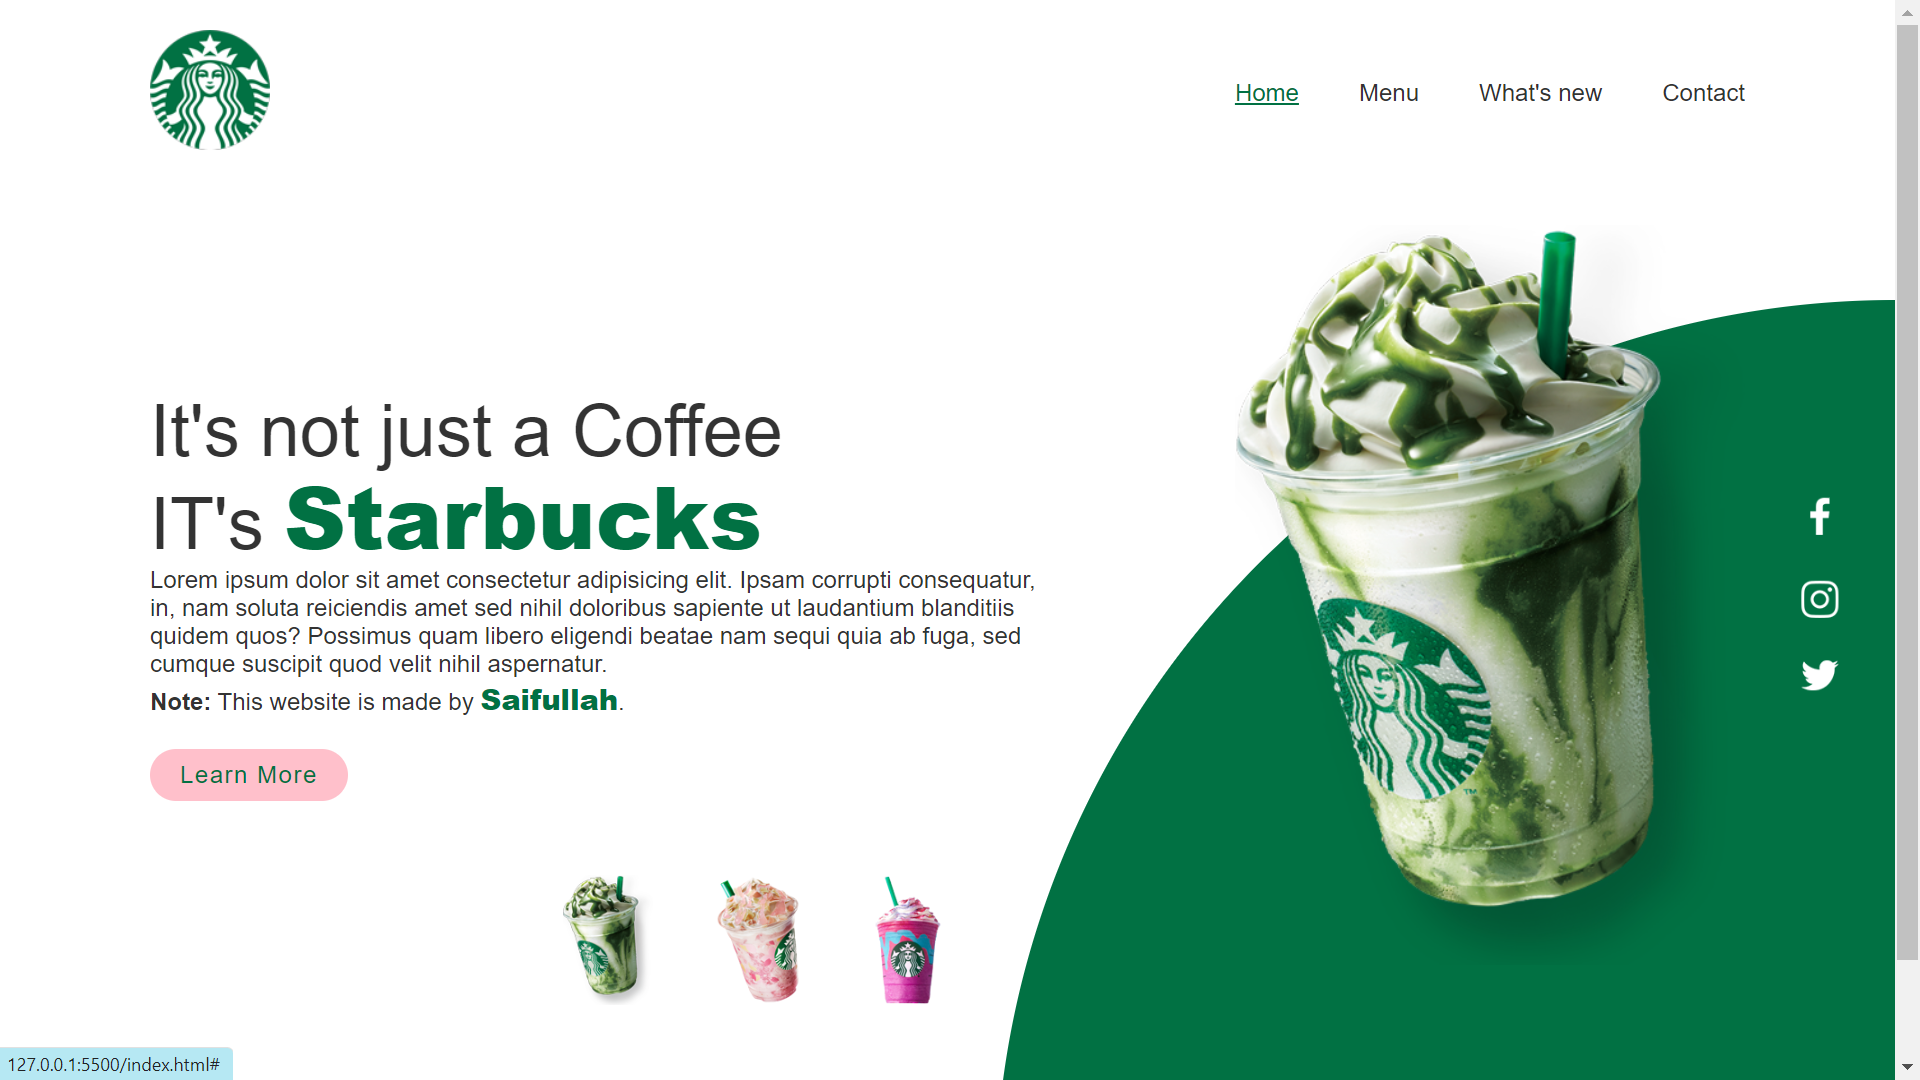 Home Menu What's new Contact
It's not just a Coffee
IT's Starbucks
Lorem ipsum dolor sit amet consectetur adipisicing elit. Ipsam corrupti consequatur,
in, nam soluta reiciendis amet sed nihil doloribus sapiente ut laudantium blanditiis
quidem quos? Possimus quam libero eligendi beatae nam sequi quia ab fuga, sed
cumque suscipit quod velit nihil aspernatur.
Note: This website is made by Saifullah.
Learn More
TM
127.0.0.1:5500/index.html#